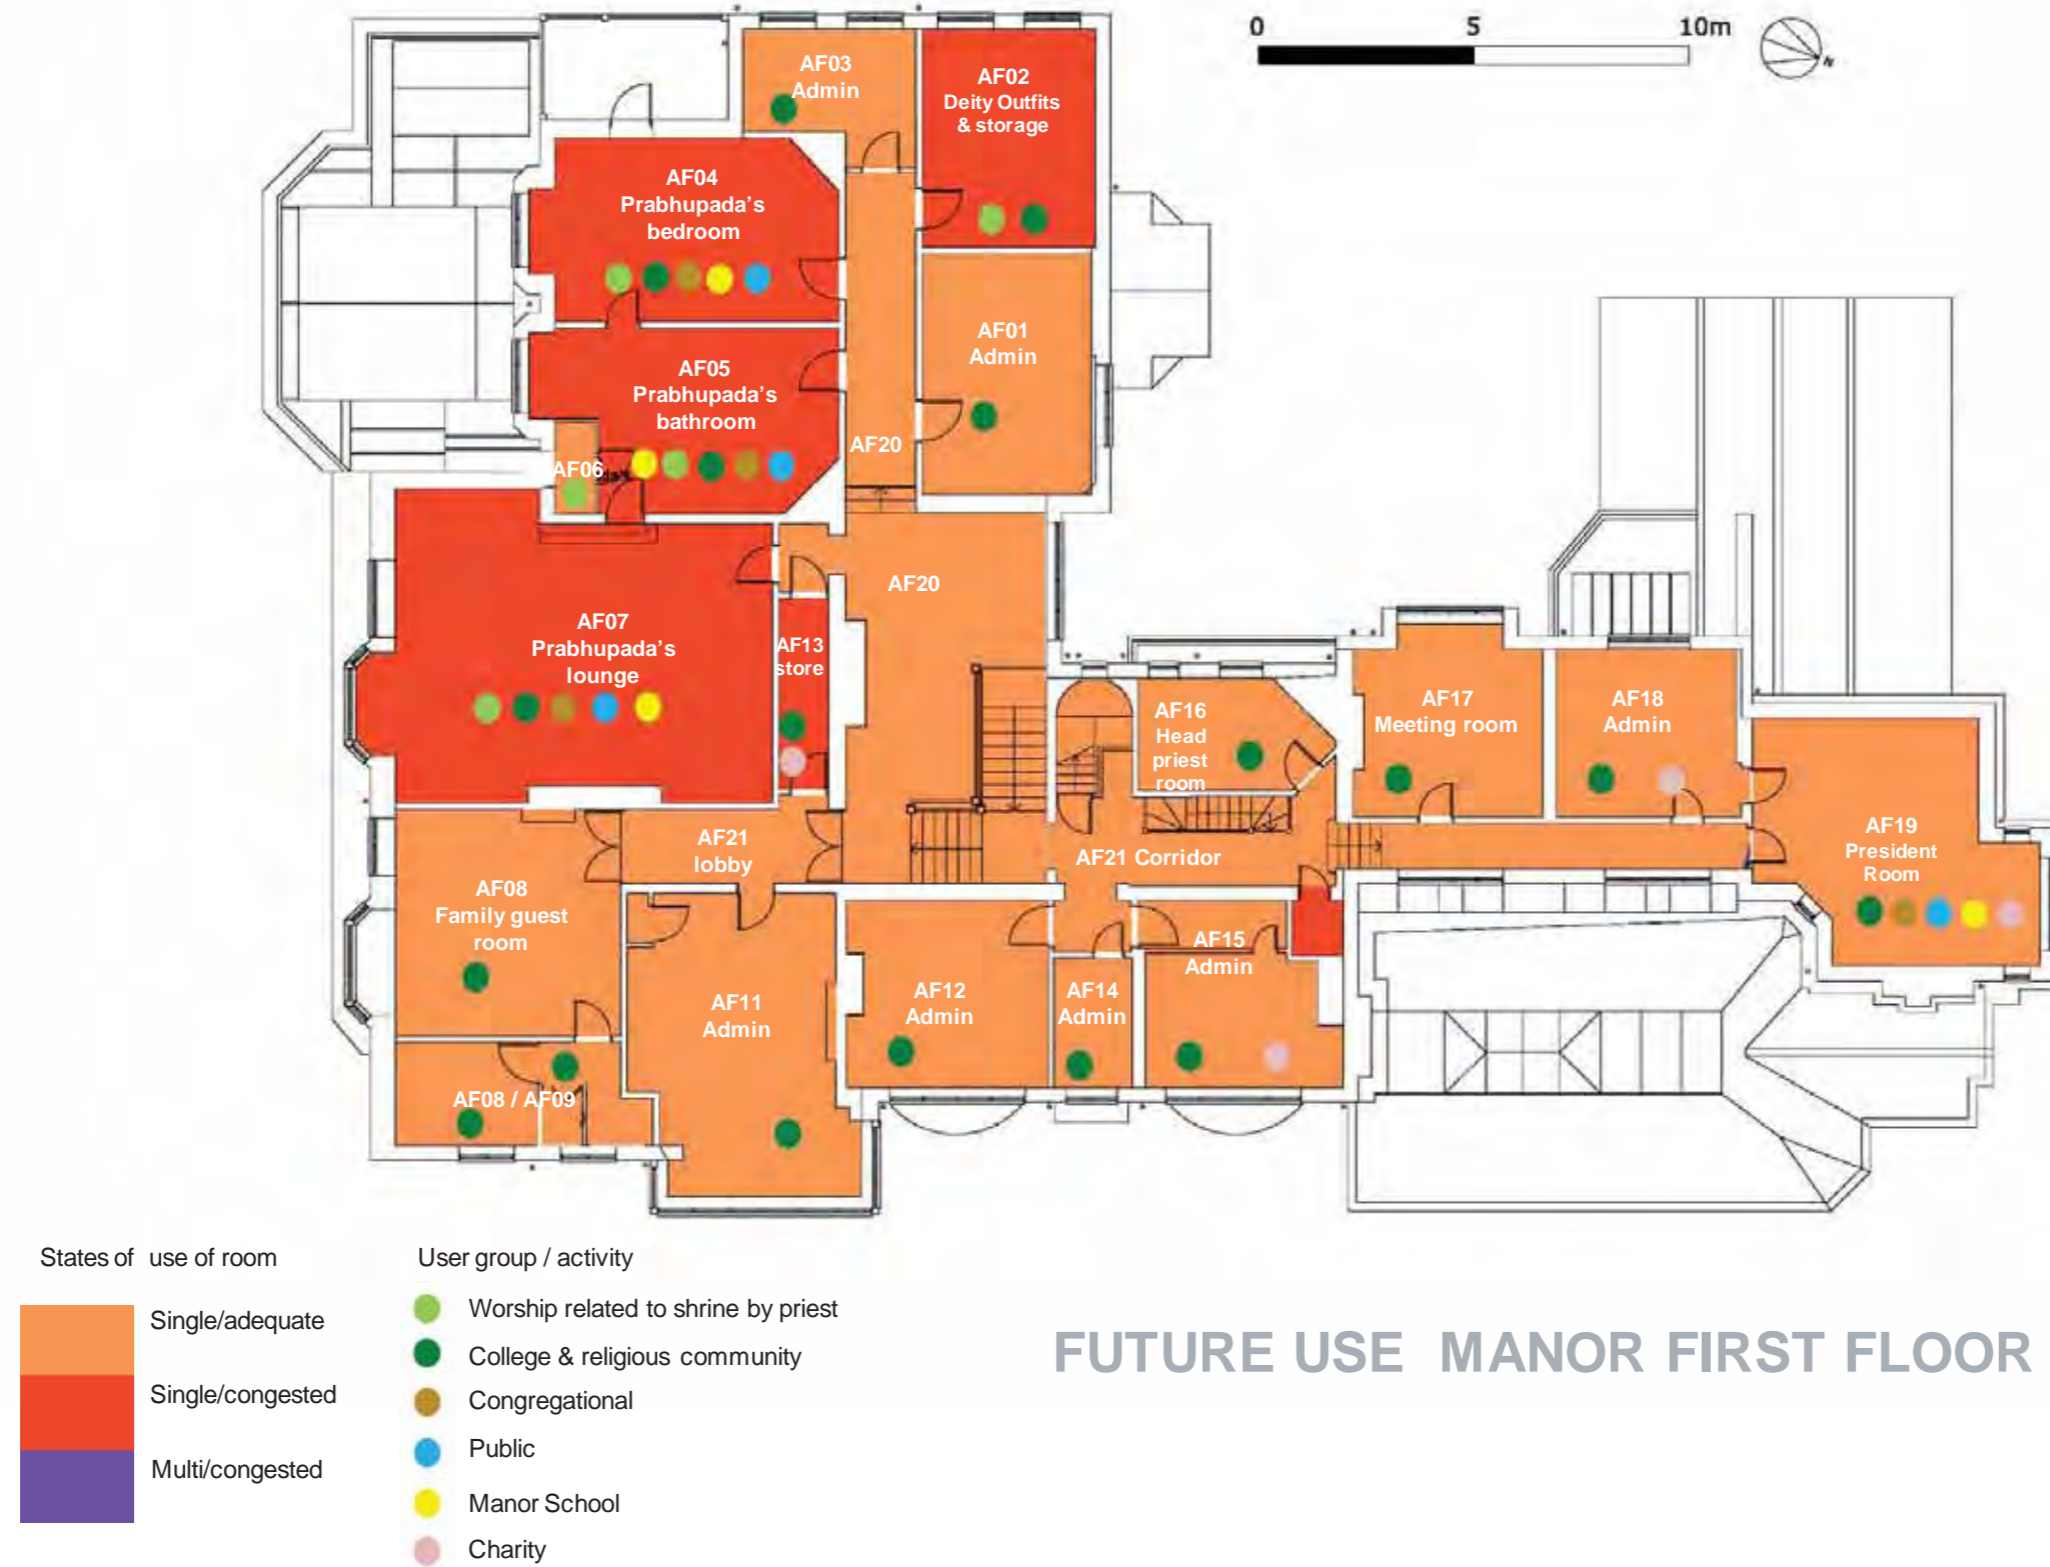 0 5 10m
N
AF03
Admin
AF02
Deity Outfits
& storage
AF04
Prabhupada’s
bedroom
AF01
Admin
AF05
Prabhupada’s
bathroom
AF20
AF06
AF20
AF07
Prabhupada’s
lounge
AF13
store
AF16
Head
priest
room
AF17
Meeting room
AF18
Admin
AF21
lobby
AF21 Corridor
AF19
President
Room
AF08
Family guest
room
AF15
Admin
AF11
Admin
AF12
Admin
AF14
Admin
AF08 / AF09
States of use of room
Single/adequate
Single/congested
Multi/congested
User group / activity
Worship related to shrine by priest
College & religious community
Congregational
Public
Manor School
Charity
FUTURE USE MANOR FIRST FLOOR